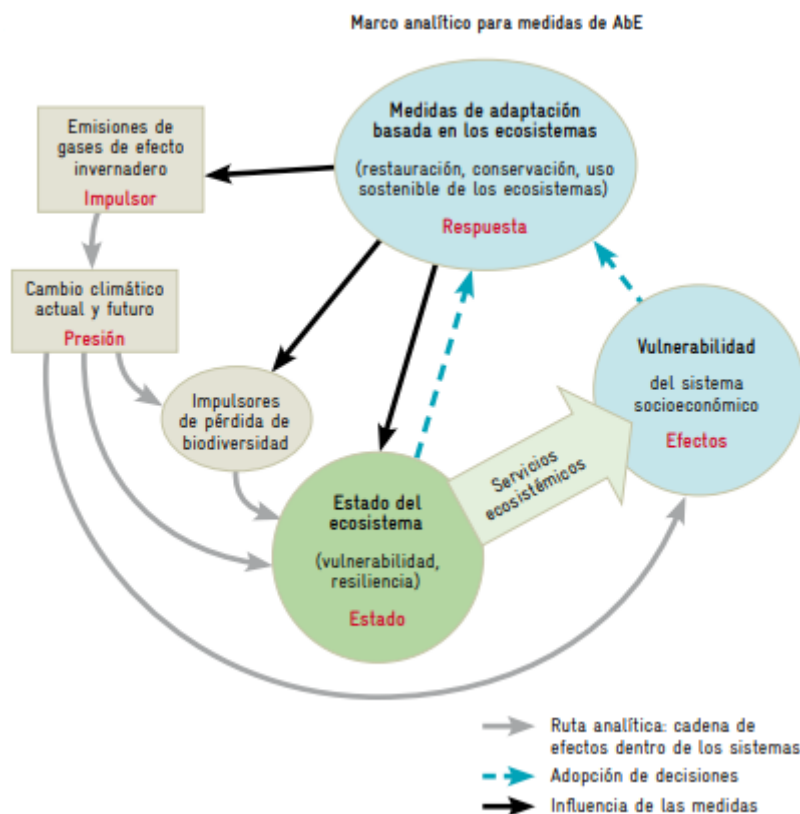 Marco analítico para medidas de AbE
Medidas de adaptación
basada en los ecosistemas
(restauración, conservación, uso
sostenible de los ecosistemas)
Respuesta
Emisiones de
gases de efecto
invernadero
Impulsor
Cambio climático
actual y futuro
Presión
Impulsores
de pérdida de
biodiversidad
Estado del
ecosistema
(vulnerabilidad,
resiliencia)
Estado
Servicios
ecosistémicos
Vulnerabilidad
del sistema
socioeconómico
Efectos
Ruta analítica: cadena de
efectos dentro de los sistemas
Adopción de decisiones
Influencia de las medidas